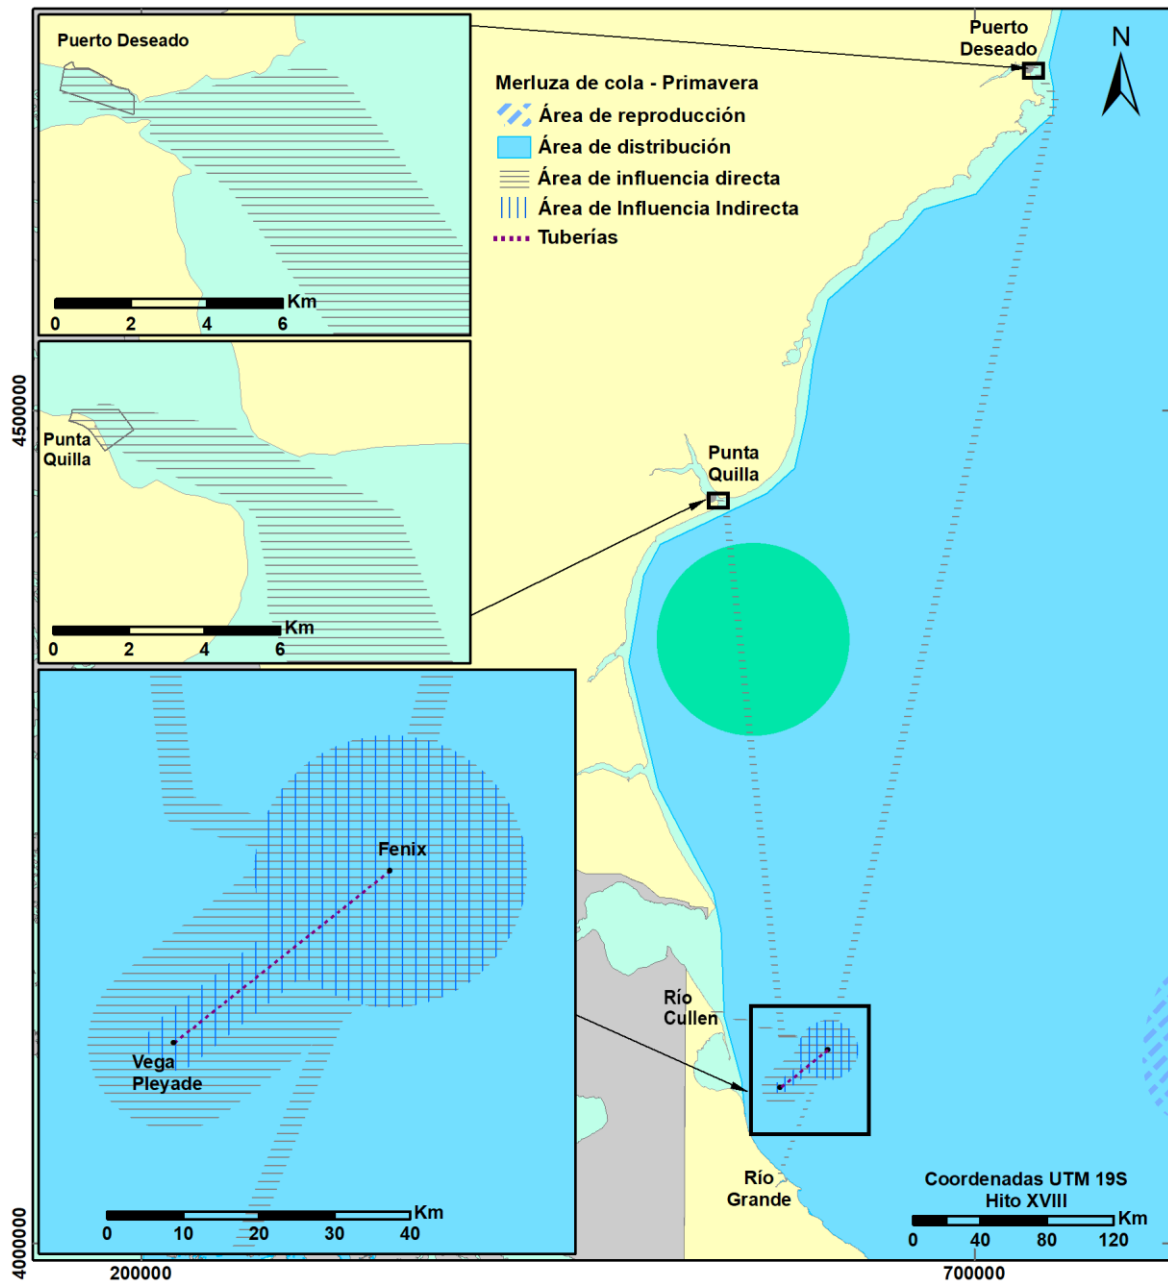 Puerto Deseado
Km
0 2 4 6
Punta
Quilla
Km
0 2 4 6
Fenix
Vega
Pleyade
Km
0 10 20 30 40
Merluza de cola - Primavera
Área de reproducción
Área de distribución
Área de influencia directa
Área de Influencia Indirecta
Tuberías
Puerto
Deseado
N
Punta
Quilla
Río
Cullen
Río
Grande
Coordenadas UTM 19S
Hito XVIII
Km
0 40 80 120
4500000
4000000
200000
700000